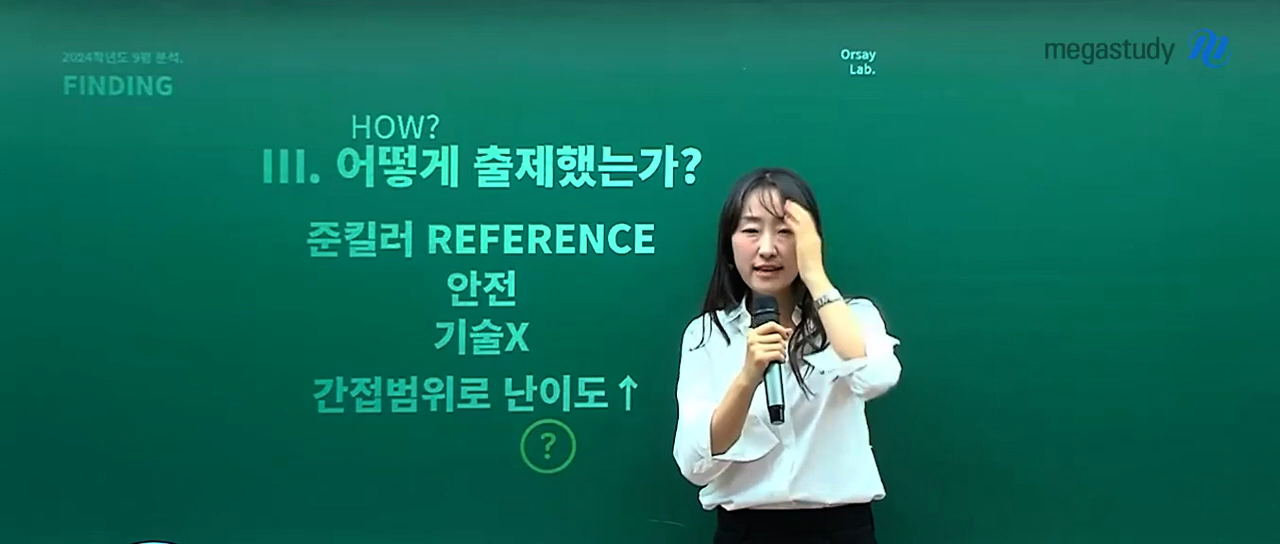 2024학년도 9평 분석.
FINDING
Orsay
Lab.
megastudy
HOW?
III. 어떻게 출제했는가?
준킬러 REFERENCE
안전
기술X
간접범위로 난이도↑
?